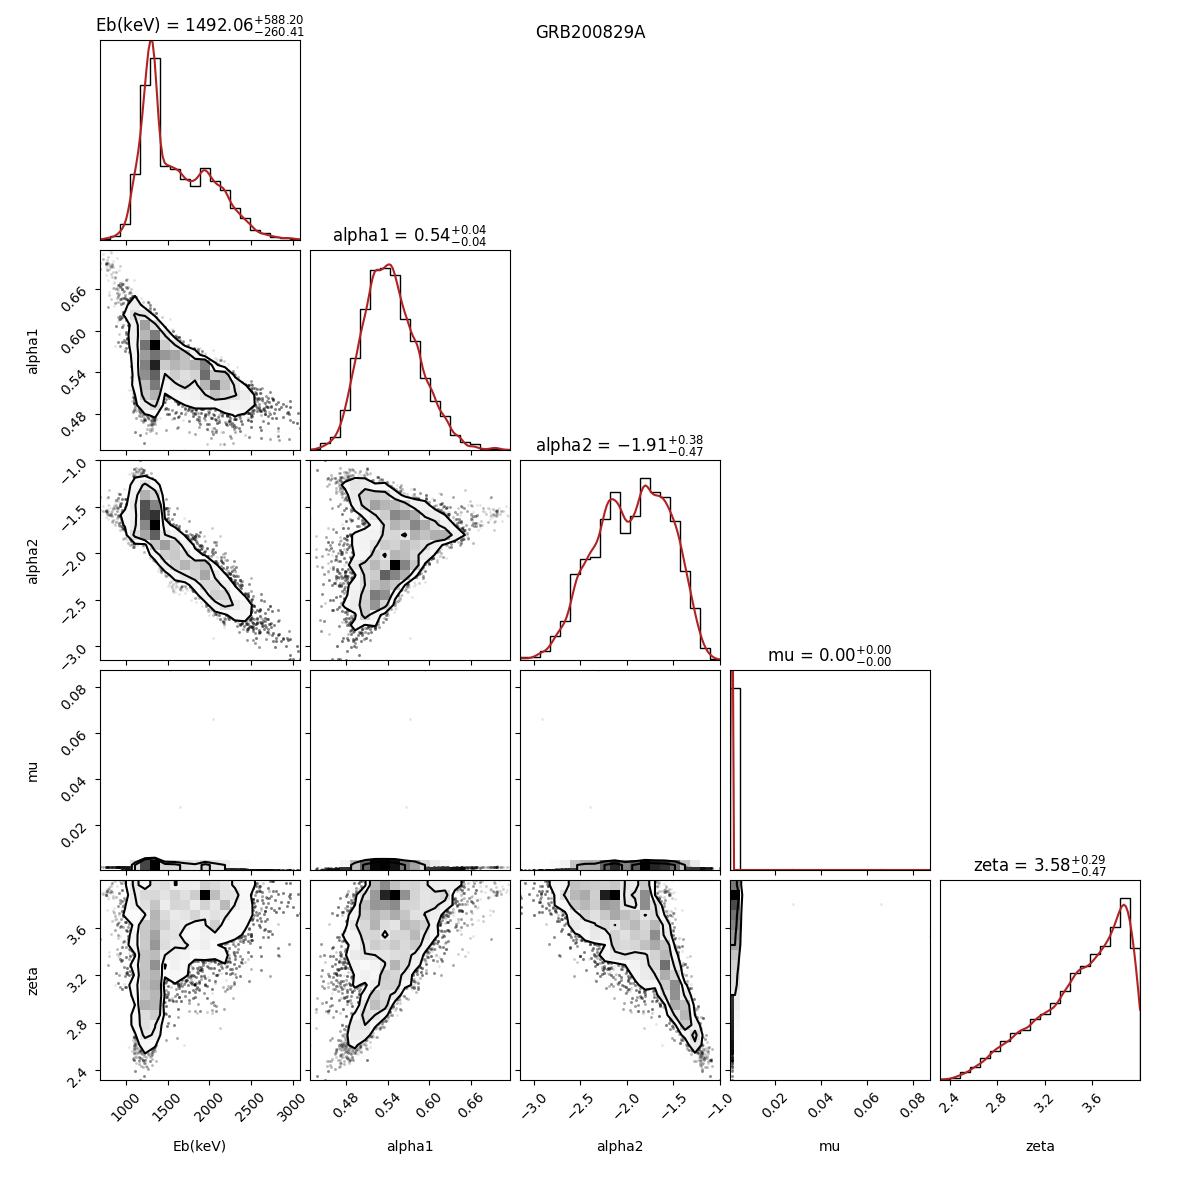 Eb(keV) = 1492.06+588.20 −260.41
GRB200829A
alpha1 = 0.54+0.04 −0.04
0.66
0.60
0.54
0.48
alpha1
alpha2 = −1.91+0.38 −0.47
−1.0
−1.5
−2.0
−2.5
−3.0
alpha2
mu = 0.00+0.00 −0.00
0.08
0.06
0.04
0.02
mu
zeta = 3.58+0.29 −0.47
3.6
3.2
2.8
2.4
zeta
1000 1500 2000 2500 3000
0.48 0.54 0.60 0.66
−3.0 −2.5 −2.0 −1.5 −1.0
0.02 0.04 0.06 0.08
2.4 2.8 3.2 3.6
Eb(keV) alpha1 alpha2 mu zeta